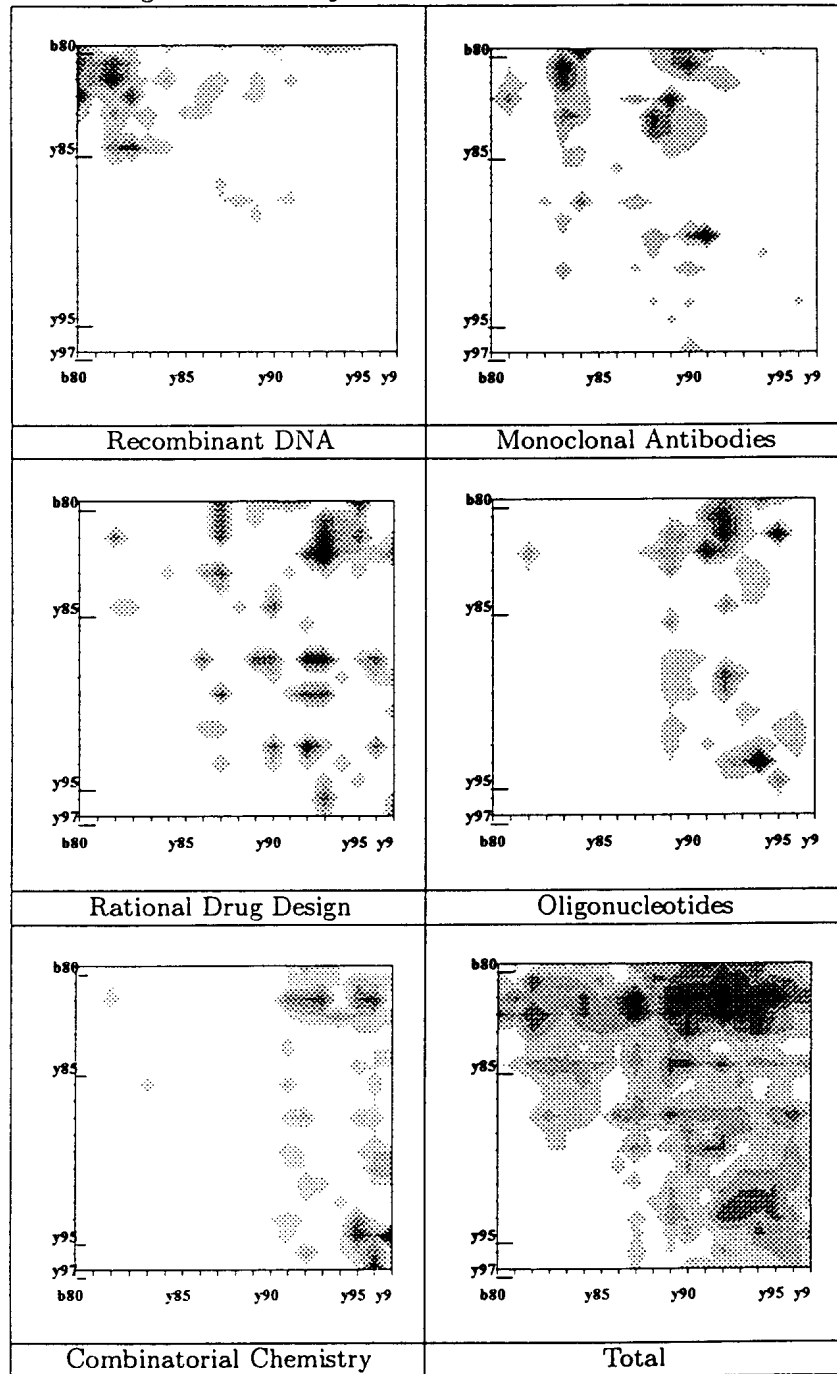 b80
y85
y95
y97
b80 y85 y90 y95 y9
Recombinant DNA
b80
y85
y95
y97
b80 y85 y90 y95 y9
Monoclonal Antibodies
b80
y85
y95
y97
b80 y85 y90 y95 y9
Rational Drug Design
b80
y85
y95
y97
b80 y85 y90 y95 y9
Oligonucleotides
b80
y85
y95
y97
b80 y85 y90 y95 y9
Combinatorial Chemistry
b80
y85
y95
y97
b80 y85 y90 y95 y9
Total